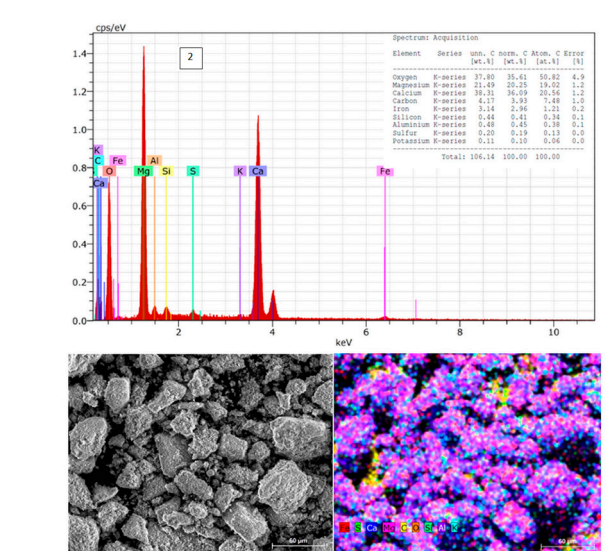 cps/eV
2
Spectrum: Acquisition
Element Series unn. C norm. C Atom. C Error
[wt.%] [wt.%] [at.%] [%]
Oxygen K-series 37.80 35.61 50.82 4.9
Magnesium K-series 21.49 20.25 19.02 1.2
Calcium K-series 38.31 36.09 20.56 1.2
Carbon K-series 4.17 3.93 7.48 1.0
Iron K-series 3.14 2.96 1.21 0.2
Silicon K-series 0.44 0.41 0.34 0.1
Aluminium K-series 0.48 0.45 0.38 0.1
Sulfur K-series 0.20 0.19 0.13 0.0
Potassium K-series 0.11 0.10 0.06 0.0
Total: 106.14 100.00 100.00
1.4
1.2
1.0
0.8
0.6
0.4
0.2
0.0
K
C Fe Al
O Mg Si S K Ca Fe
Ca
2 4 6 8 10
keV
60 µm
Fe S Ca Mg C O Si Al K
60 µm